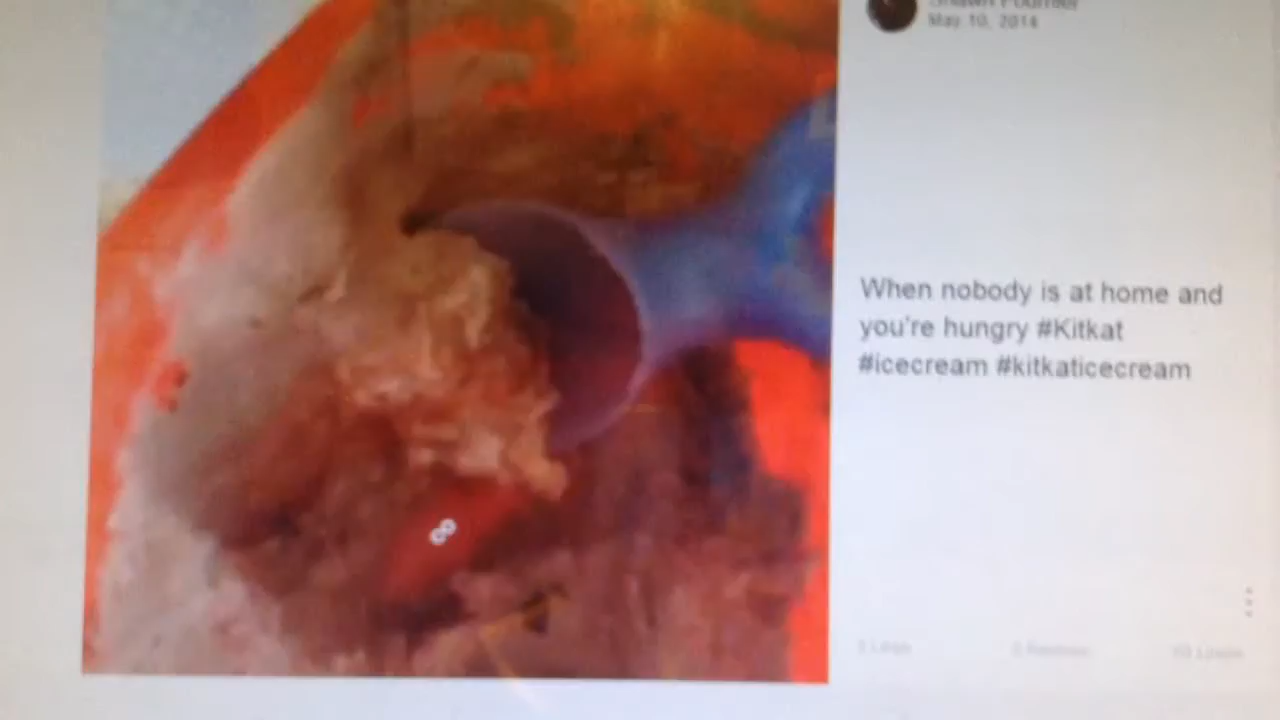 May 10, 2014
When nobody is at home and
you're hungry #Kitkat
#icecream #kitkaticecream